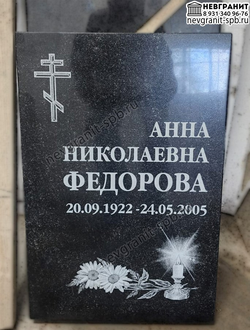 НЕВГРАНИТ
8 931 340 96-76
nevgranit-spb.ru
АННА
НИКОЛАЕВНА
ФЕДОРОВА
20.09.1922 -24.05.2005